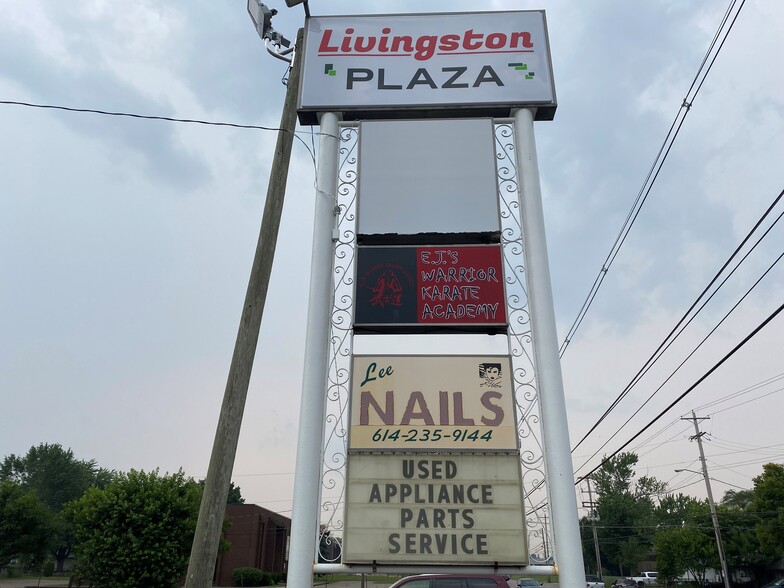 Livingston
PLAZA
E.J.'S
WARRIOR
KARATE
ACADEMY
Lee
NAILS
614-235-9144
USED
APPLIANCE
PARTS
SERVICE